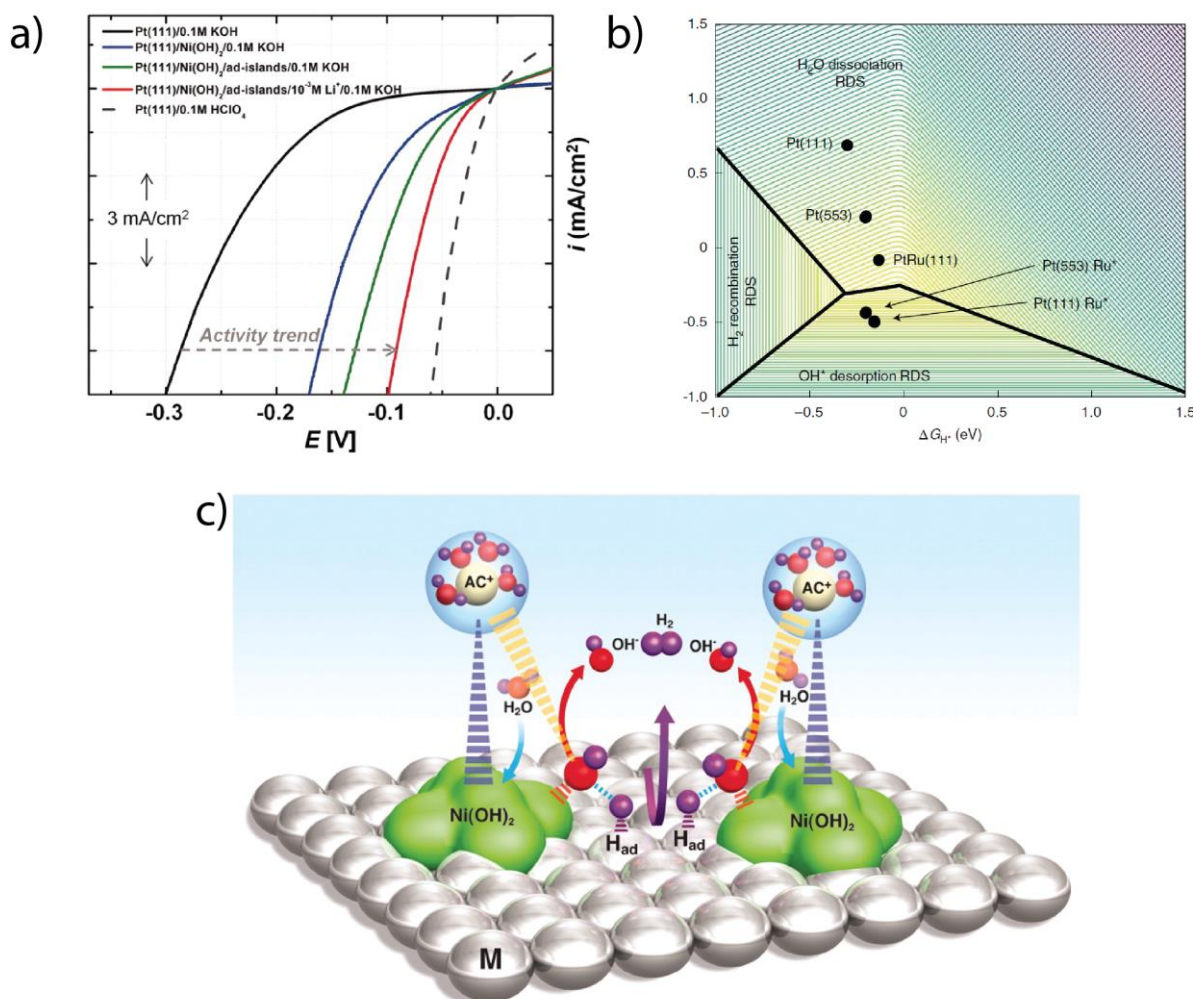 a)
Pt(111)/0.1M KOH
Pt(111)/Ni(OH)₂/0.1M KOH
Pt(111)/Ni(OH)₂/ad-islands/0.1M KOH
Pt(111)/Ni(OH)₂/ad-islands/10⁻³M Li⁺/0.1M KOH
Pt(111)/0.1M HClO₄
3 mA/cm²
Activity trend
i (mA/cm²)
-0.3 -0.2 -0.1 0.0
E [V]
b)
1.5
1.0
0.5
0
-0.5
-1.0
H₂O dissociation
RDS
Pt(111)
Pt(553)
PtRu(111)
Pt(553) Ru*
Pt(111) Ru*
H₂ recombination
RDS
OH* desorption RDS
−1.0 −0.5 0 0.5 1.0 1.5
ΔG_H* (eV)
c)
AC⁺ AC⁺
H₂
OH⁻ OH⁻
H₂O H₂O
Ni(OH)₂ Ni(OH)₂
H_ad H_ad
M